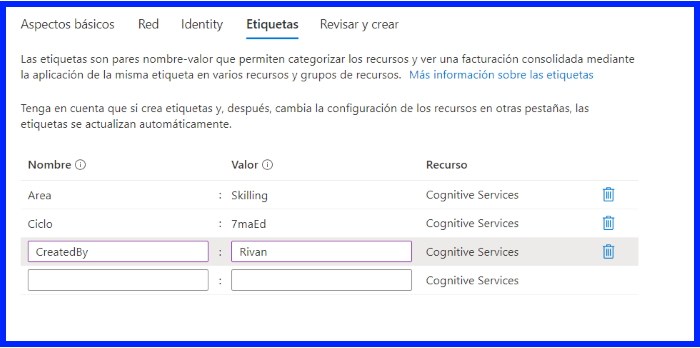 Aspectos básicos Red Identity Etiquetas Revisar y crear
Las etiquetas son pares nombre-valor que permiten categorizar los recursos y ver una facturación consolidada mediante
la aplicación de la misma etiqueta en varios recursos y grupos de recursos. Más información sobre las etiquetas
Tenga en cuenta que si crea etiquetas y, después, cambia la configuración de los recursos en otras pestañas, las
etiquetas se actualizan automáticamente.
Nombre Valor Recurso
Area : Skilling Cognitive Services
Ciclo : 7maEd Cognitive Services
CreatedBy : Rivan Cognitive Services
: Cognitive Services